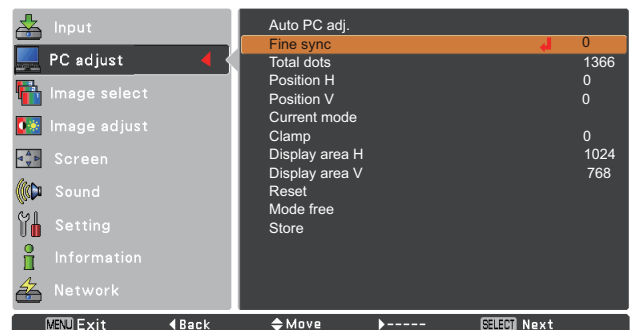 Input
PC adjust
Image select
Image adjust
Screen
Sound
Setting
Information
Network
Auto PC adj.
Fine sync 0
Total dots 1366
Position H 0
Position V 0
Current mode
Clamp 0
Display area H 1024
Display area V 768
Reset
Mode free
Store
MENU Exit Back Move ----- SELECT Next